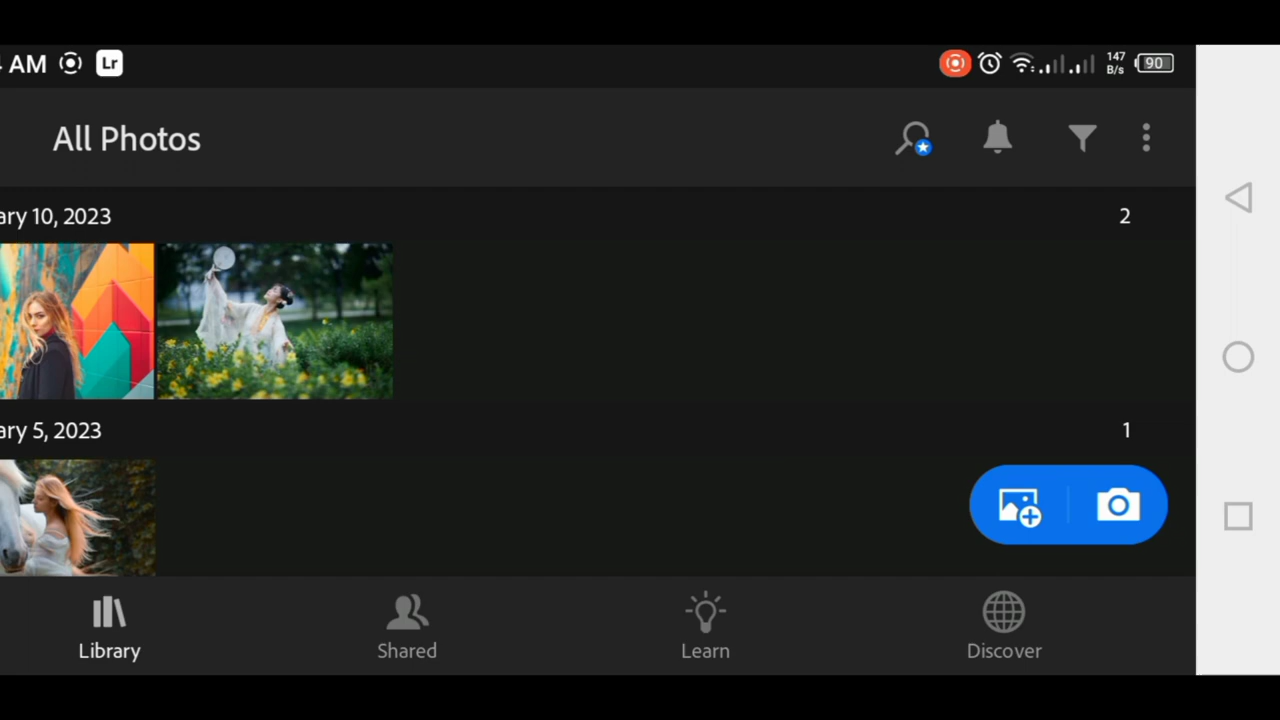 AM Lr 147 B/s 90
All Photos
ary 10, 2023 2
ary 5, 2023 1
Library Shared Learn Discover